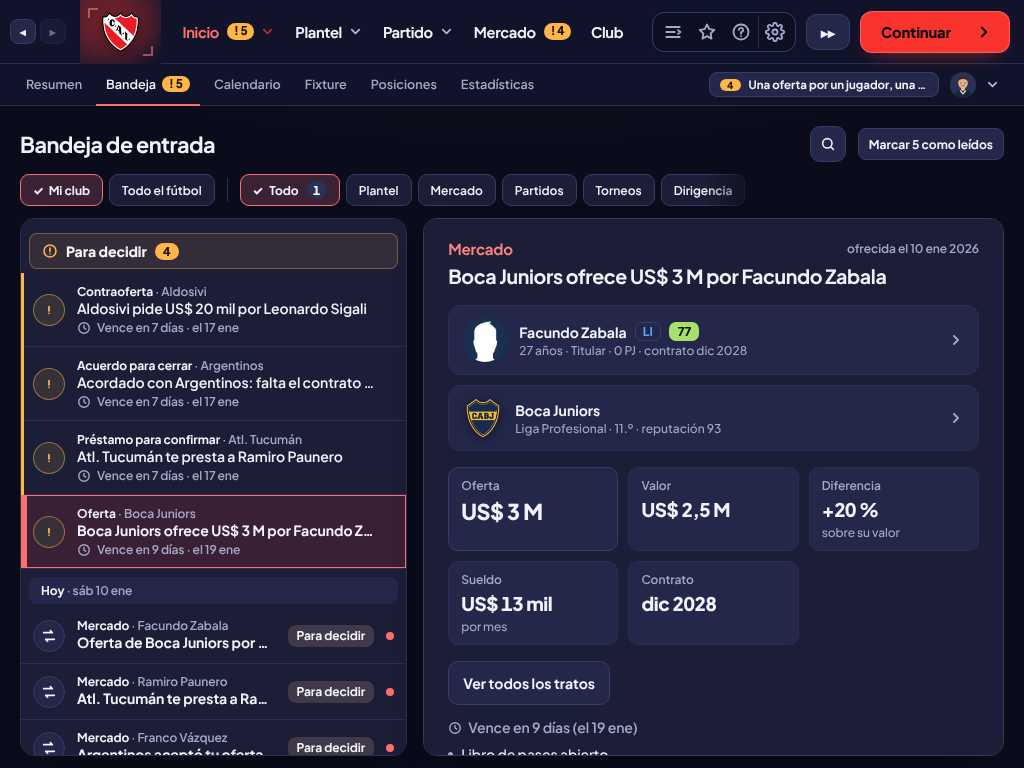 Inicio ! 5
Plantel
Partido
Mercado ! 4
Club
Continuar
Resumen
Bandeja ! 5
Calendario
Fixture
Posiciones
Estadísticas
4 Una oferta por un jugador, una ...
Bandeja de entrada
Marcar 5 como leídos
Mi club
Todo el fútbol
Todo 1
Plantel
Mercado
Partidos
Torneos
Dirigencia
Para decidir 4
Contraoferta · Aldosivi
Aldosivi pide US$ 20 mil por Leonardo Sigali
Vence en 7 días · el 17 ene
Acuerdo para cerrar · Argentinos
Acordado con Argentinos: falta el contrato ...
Vence en 7 días · el 17 ene
Préstamo para confirmar · Atl. Tucumán
Atl. Tucumán te presta a Ramiro Paunero
Vence en 7 días · el 17 ene
Oferta · Boca Juniors
Boca Juniors ofrece US$ 3 M por Facundo Z...
Vence en 9 días · el 19 ene
Hoy · sáb 10 ene
Mercado · Facundo Zabala
Oferta de Boca Juniors por ...
Para decidir
Mercado · Ramiro Paunero
Atl. Tucumán te presta a Ra...
Para decidir
Mercado · Franco Vázquez
Argentinos aceptó tu oferta
Para decidir
Mercado
ofrecida el 10 ene 2026
Boca Juniors ofrece US$ 3 M por Facundo Zabala
Facundo Zabala LI 77
27 años · Titular · 0 PJ · contrato dic 2028
CABJ
Boca Juniors
Liga Profesional · 11.º · reputación 93
Oferta
US$ 3 M
Valor
US$ 2,5 M
Diferencia
+20 %
sobre su valor
Sueldo
US$ 13 mil
por mes
Contrato
dic 2028
Ver todos los tratos
Vence en 9 días (el 19 ene)
• Libro de pases abierto